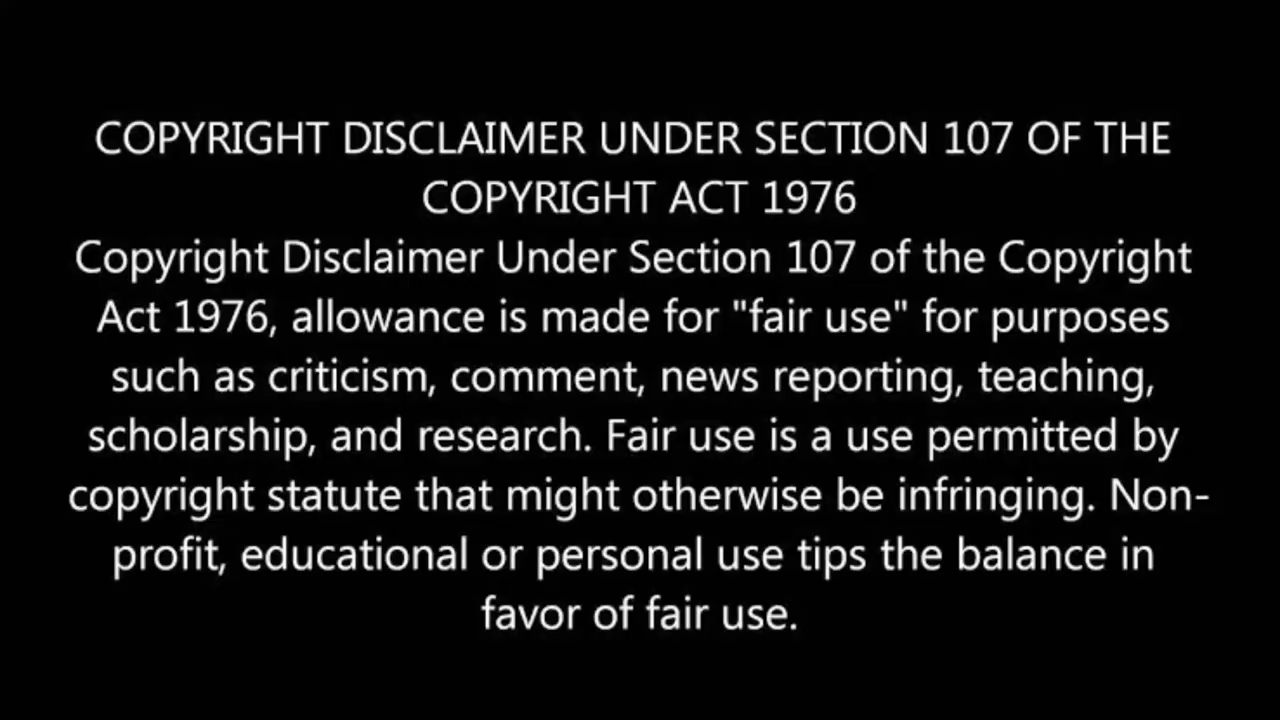 COPYRIGHT DISCLAIMER UNDER SECTION 107 OF THE
COPYRIGHT ACT 1976
Copyright Disclaimer Under Section 107 of the Copyright
Act 1976, allowance is made for "fair use" for purposes
such as criticism, comment, news reporting, teaching,
scholarship, and research. Fair use is a use permitted by
copyright statute that might otherwise be infringing. Non-
profit, educational or personal use tips the balance in
favor of fair use.